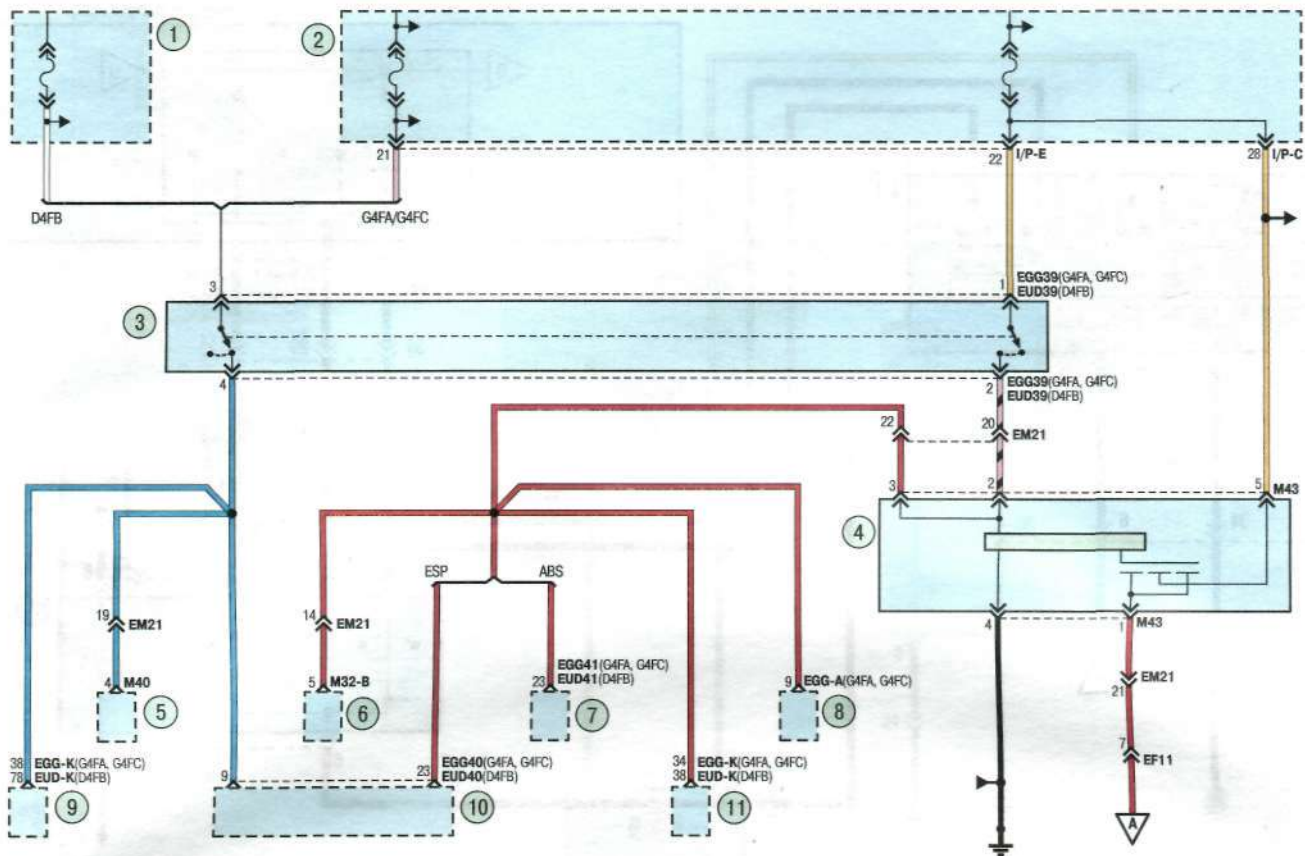 1
2
21
22
I/P-E
28
I/P-C
D4FB
G4FA/G4FC
3
1
EGG39(G4FA, G4FC)
EUD39(D4FB)
3
4
2
EGG39(G4FA, G4FC)
EUD39(D4FB)
22
20
EM21
3
2
5
M43
4
ESP
ABS
19
EM21
14
EM21
4
1
M43
EM21
21
EGG41(G4FA, G4FC)
EUD41(D4FB)
4
M40
5
M32-B
23
9
EGG-A(G4FA, G4FC)
5
6
7
8
7
EF11
38
EGG-K(G4FA, G4FC)
78
EUD-K(D4FB)
9
23
EGG40(G4FA, G4FC)
EUD40(D4FB)
34
EGG-K(G4FA, G4FC)
38
EUD-K(D4FB)
9
10
11
A